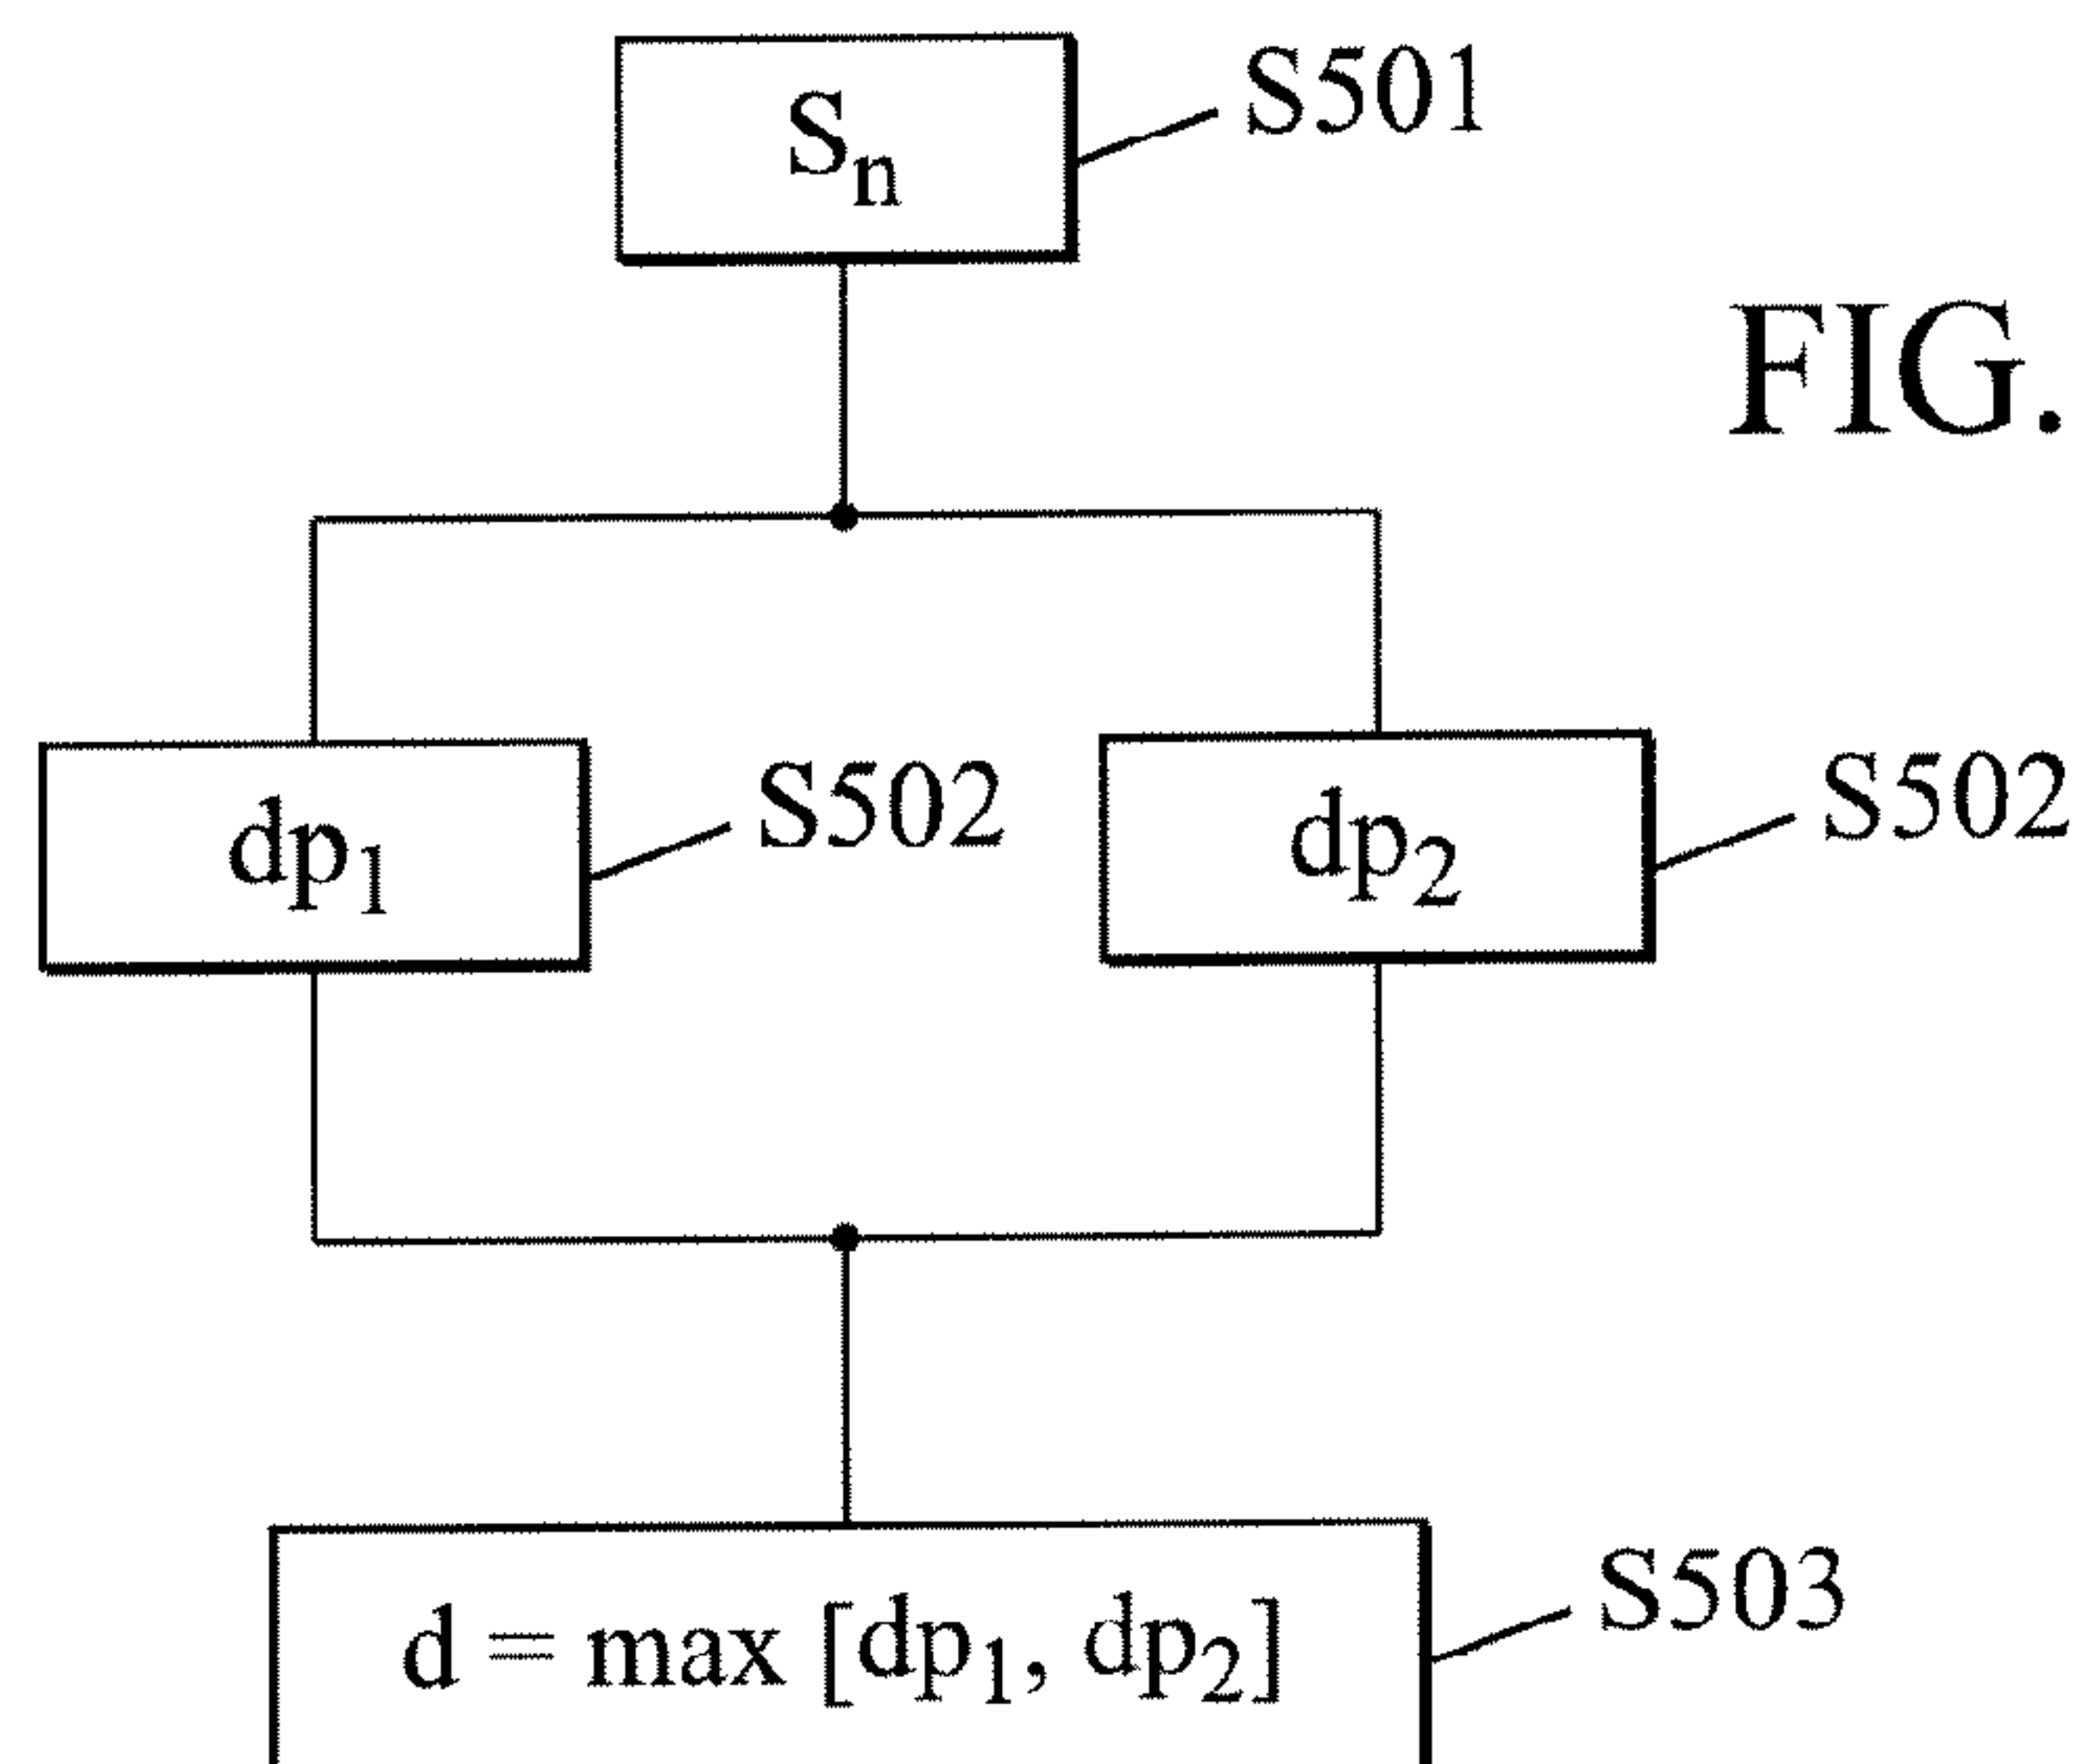 Sₙ
S501
FIG.
dp₁
S502
dp₂
S502
d = max [dp₁, dp₂]
S503